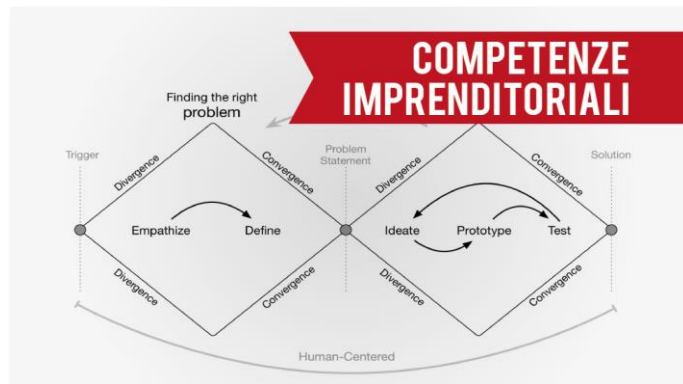 COMPETENZE
IMPRENDITORIALI
Finding the right
problem
Trigger
Problem
Statement
Solution
Divergence
Convergence
Divergence
Convergence
Empathize
Define
Ideate
Prototype
Test
Divergence
Convergence
Divergence
Convergence
Human-Centered